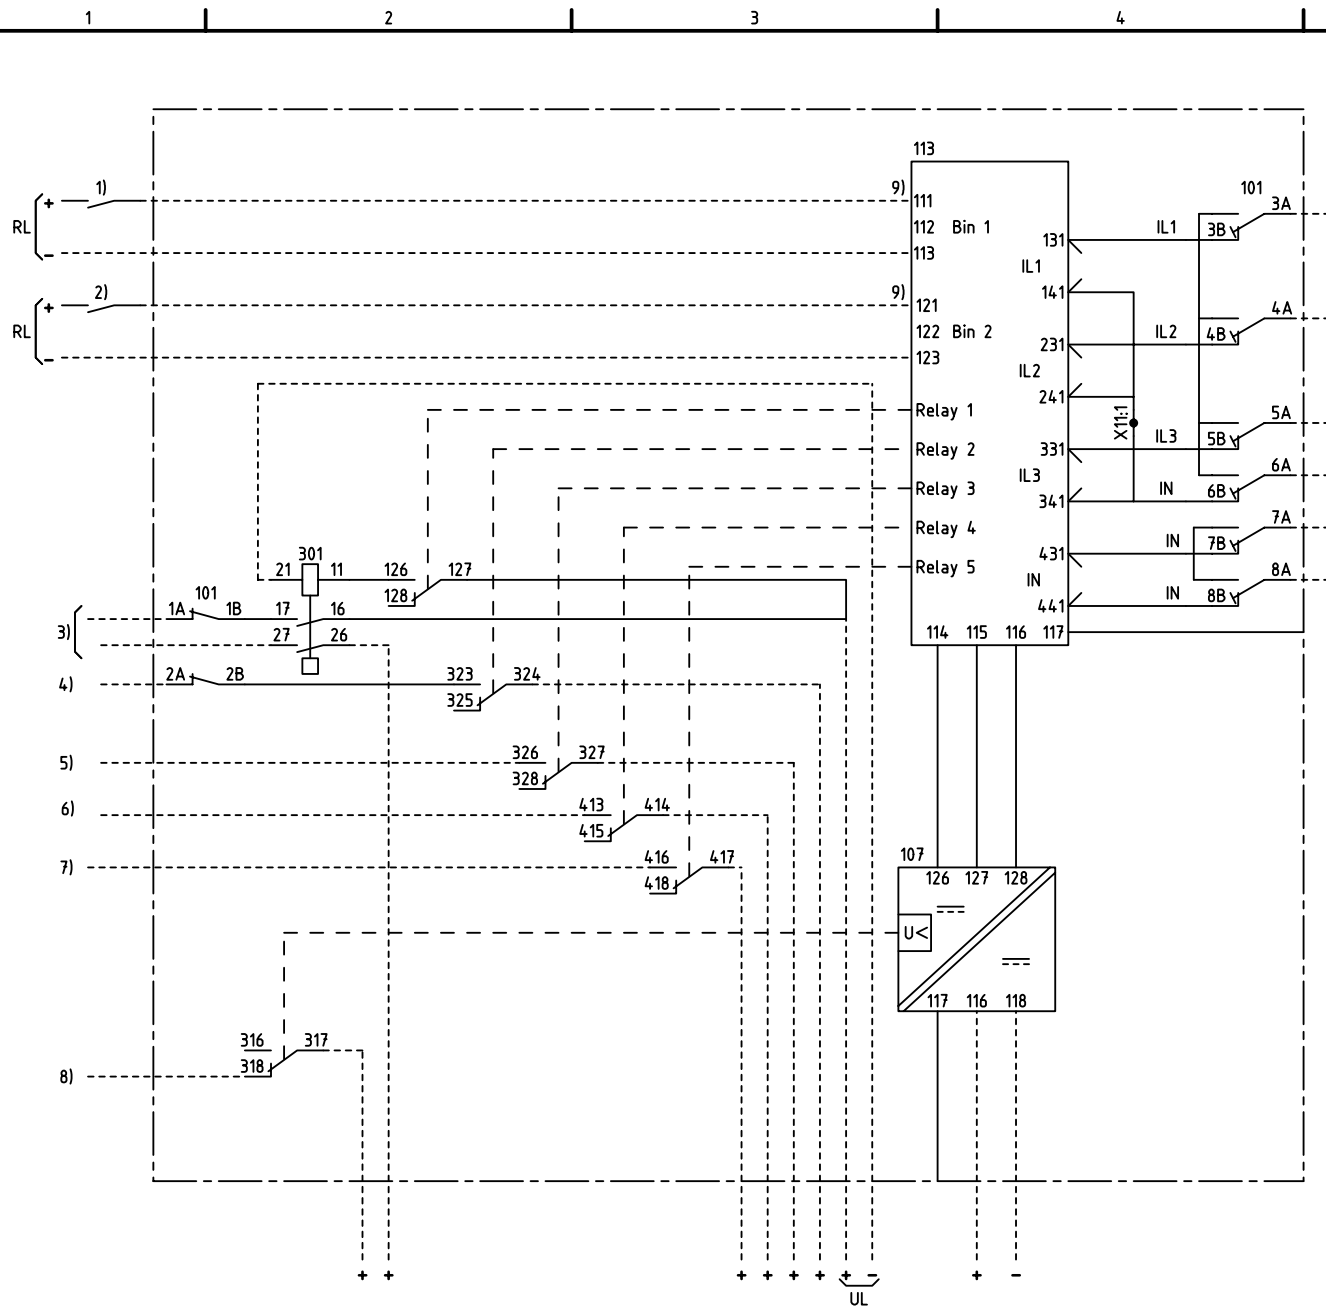 1 2 3 4
113
1) 9) 111 101 3A
+ RL 112 Bin 1 IL1 3B
- 113 131
IL1
2) 9) 121 141 4A
+ RL 122 Bin 2 IL2 4B
- 123 231
IL2
241
Relay 1 X11:1 5A
Relay 2 331 IL3 5B
IL3 6A
Relay 3 341 IN 6B
Relay 4 7A
431 IN 7B
301
21 11 126 127 Relay 5 8A
128 IN IN 8B
101 441
1A 1B 17 16
3) 27 26 114 115 116 117
4) 2A 2B 323 324
325
5) 326 327
328
6) 413 414
415
7) 416 417 107
418 126 127 128
U<
117 116 118
316 317
8) 318
+ + + + + + + - + -
UL